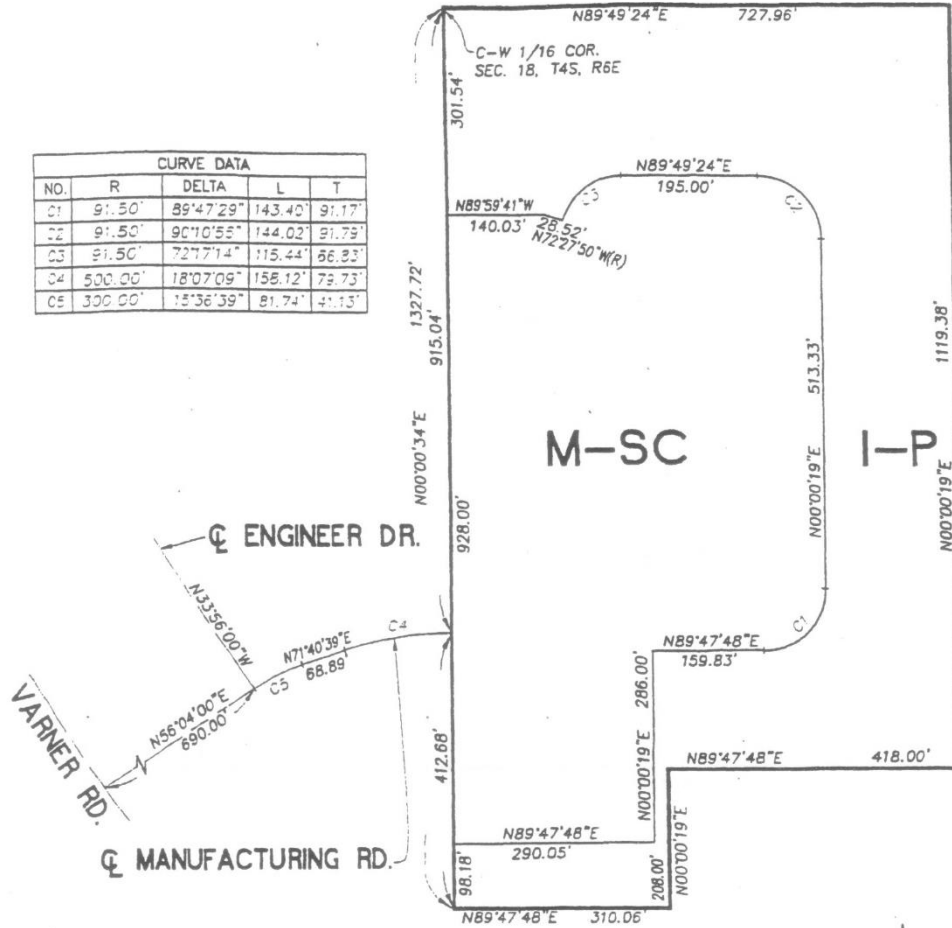 N89°49'24"E 727.96'
C-W 1/16 COR.
SEC. 18, T4S, R6E
301.54'
CURVE DATA
NO. R DELTA L T
C1 91.50' 89°47'29" 143.40' 91.17'
C2 91.50' 90°10'55" 144.02' 91.79'
C3 91.50' 72°17'14" 115.44' 66.83'
C4 500.00' 18°07'09" 158.12' 79.73'
C5 300.00' 15°36'39" 81.74' 41.13'
N89°49'24"E
195.00'
C3
C2
N89°59'41"W
140.03'
28.52'
N72°27'50"W(R)
1327.72'
915.04'
513.33'
1119.38'
M-SC
I-P
N00°00'34"E
N00°00'19"E
N00°00'19"E
928.00'
℄ ENGINEER DR.
N33°56'00"W
C4
N71°40'39"E
68.89'
C5
C1
N89°47'48"E
159.83'
286.00'
N56°04'00"E
690.00'
VARNER RD.
412.68'
N00°00'19"E
N89°47'48"E 418.00'
℄ MANUFACTURING RD.
N89°47'48"E
290.05'
98.18'
208.00'
N00°00'19"E
N89°47'48"E 310.06'